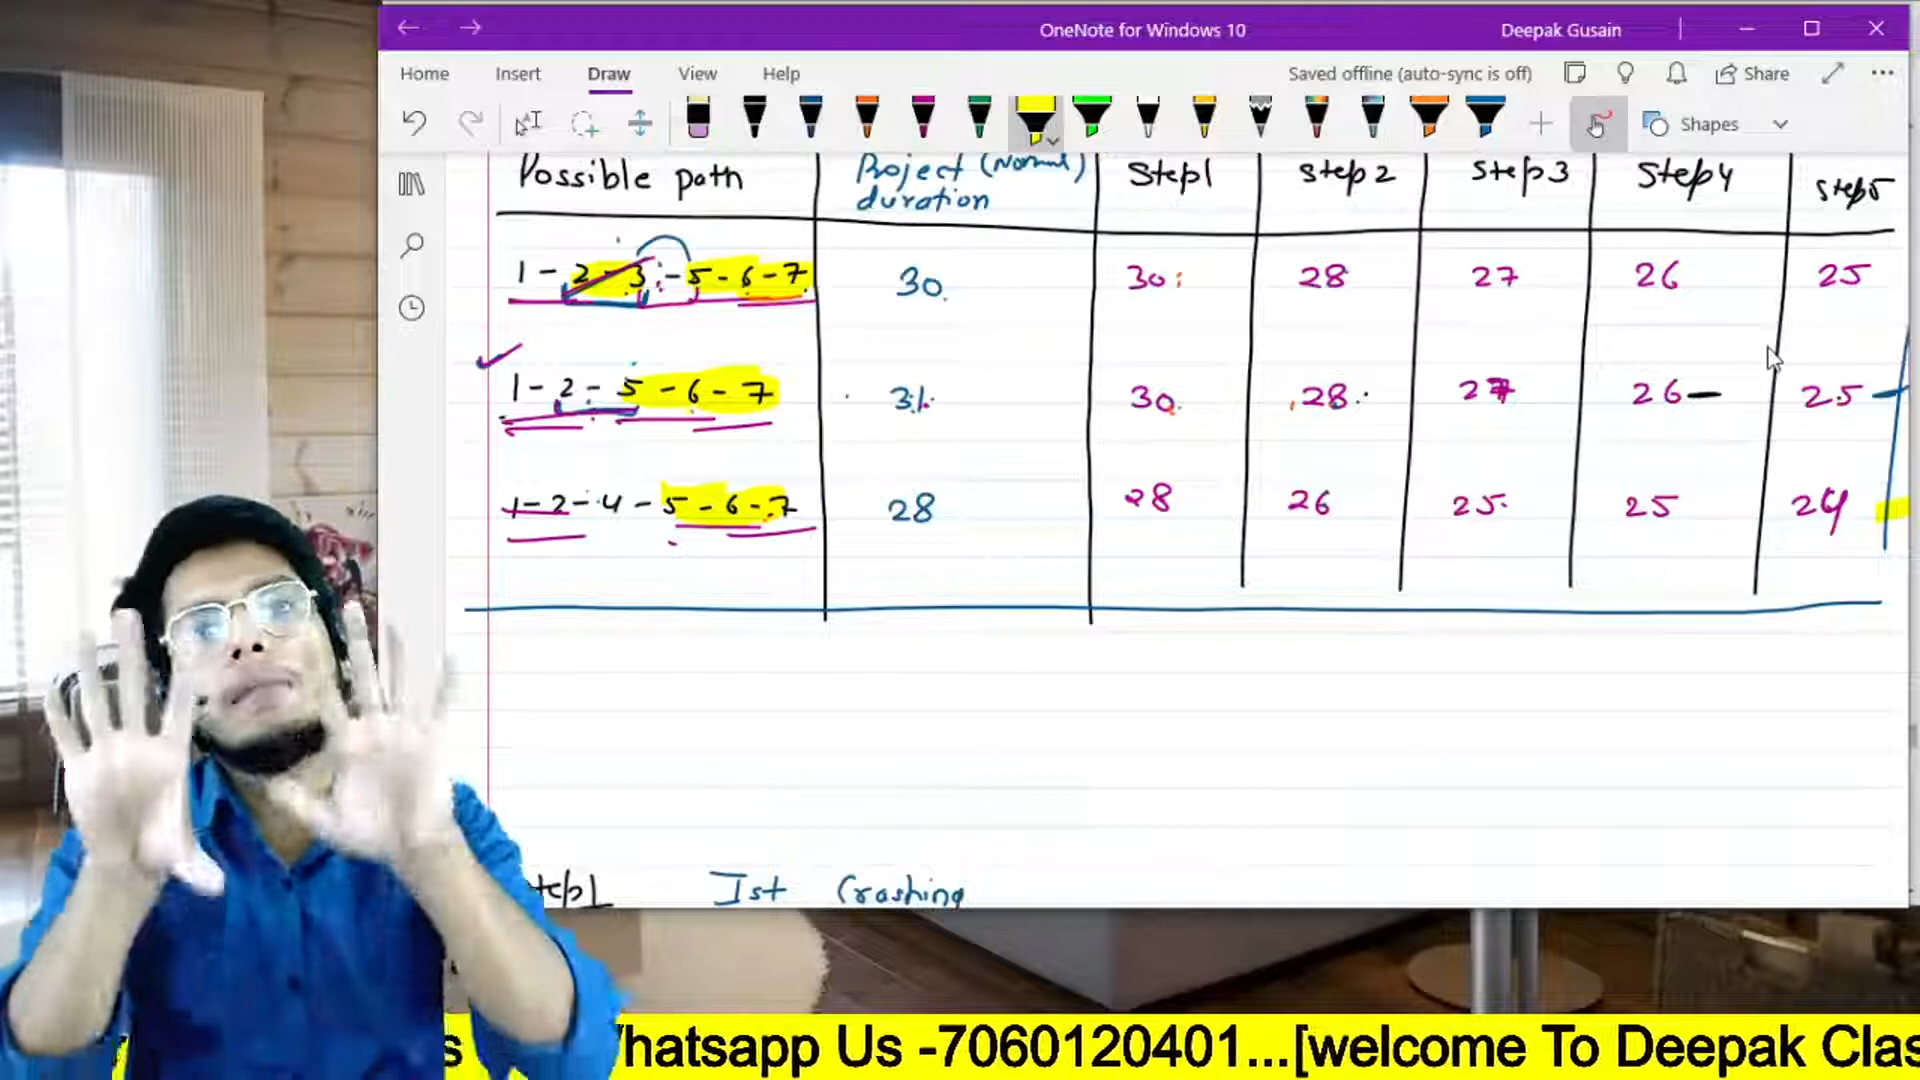 OneNote for Windows 10
Deepak Gusain
Home Insert Draw View Help
Saved offline (auto-sync is off) Share
Shapes
Possible path Project (Normal) duration Step1 Step2 Step3 Step4 Step5
1 - 2 - 3 - 5 - 6 - 7 30 30 28 27 26 25
1 - 2 - 5 - 6 - 7 31 30 28 27 26 25
1 - 2 - 4 - 5 - 6 - 7 28 28 26 25 25 24
tep1 Ist Crashing
Whatsapp Us -7060120401...[welcome To Deepak Clas